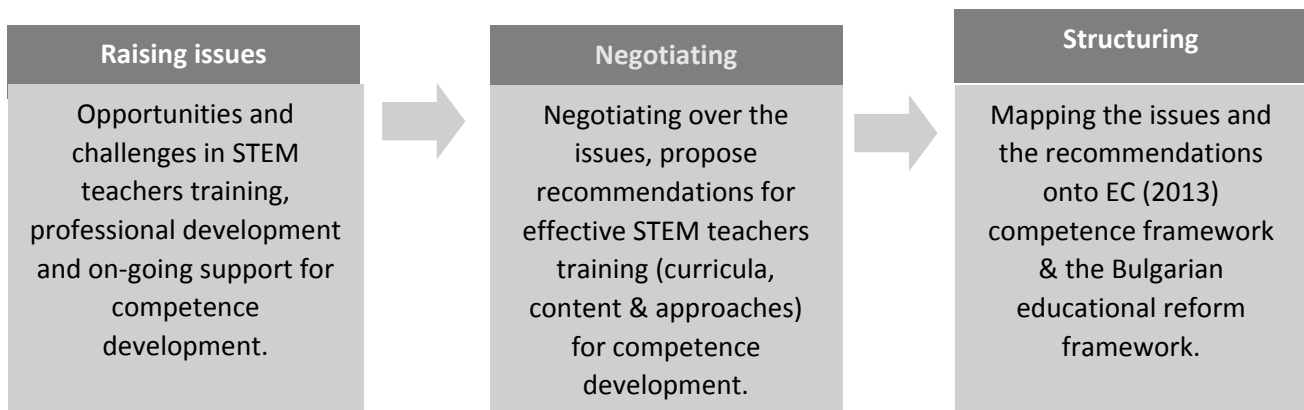 Raising issues
Opportunities and
challenges in STEM
teachers training,
professional development
and on-going support for
competence
development.
Negotiating
Negotiating over the
issues, propose
recommendations for
effective STEM teachers
training (curricula,
content & approaches)
for competence
development.
Structuring
Mapping the issues and
the recommendations
onto EC (2013)
competence framework
& the Bulgarian
educational reform
framework.